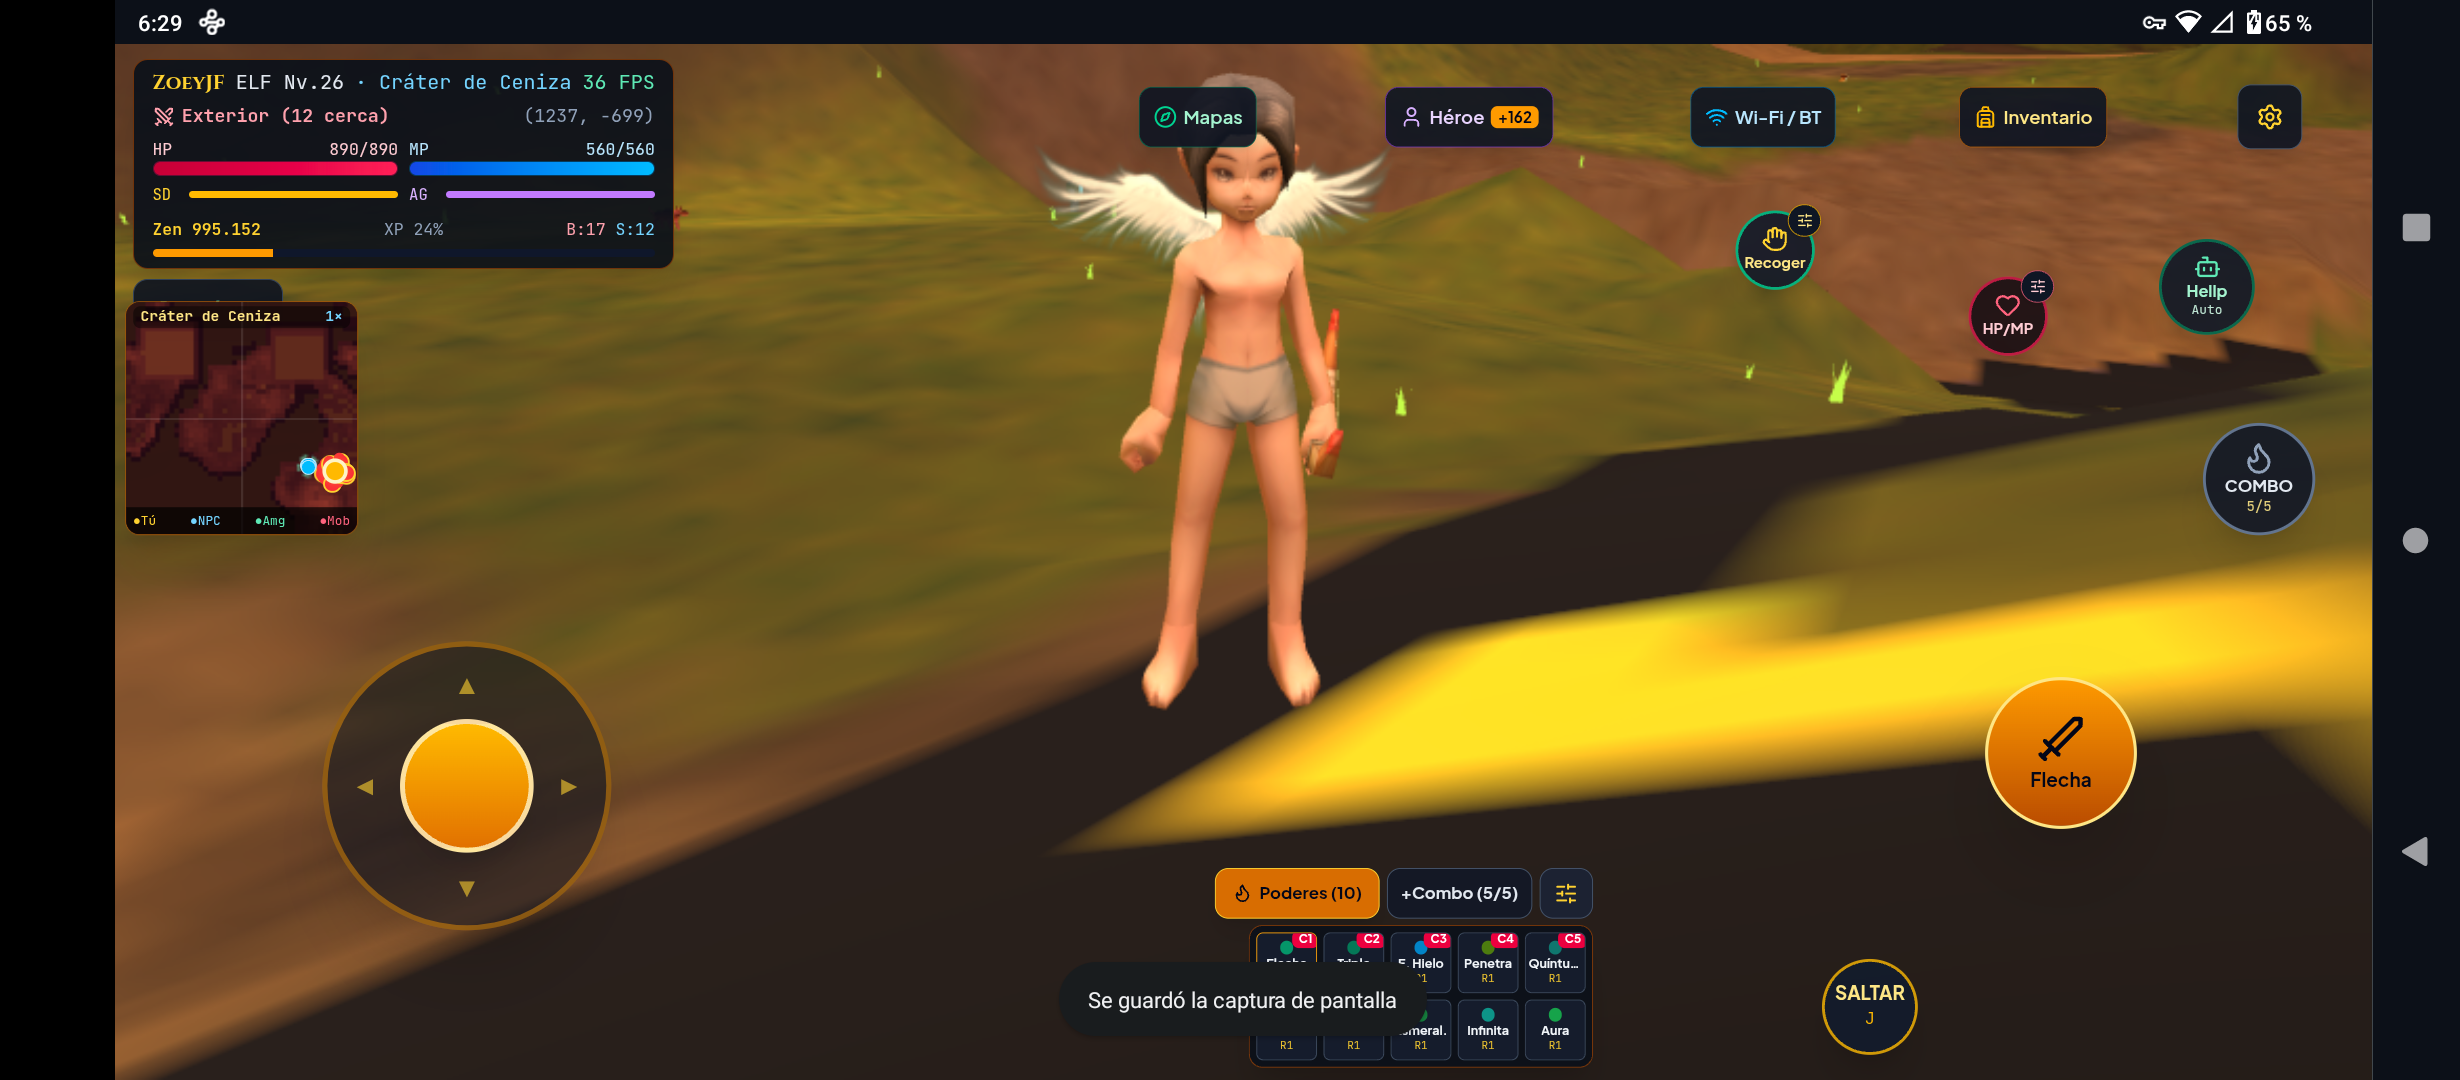 6:29
65 %
ZOEYJF ELF Nv.26 · Cráter de Ceniza 36 FPS
Exterior (12 cerca) (1237, -699)
HP 890/890 MP 560/560
SD AG
Zen 995.152 XP 24% B:17 S:12
Mapas
Héroe +162
Wi-Fi / BT
Inventario
Recoger
HP/MP
Hellp
Auto
Cráter de Ceniza 1×
•Tú •NPC •Amg •Mob
COMBO
5/5
Flecha
Poderes (10) +Combo (5/5)
C1 C2 C3 C4 C5
Hielo Penetra Quíntu...
R1 R1
Se guardó la captura de pantalla
Infinita Aura
R1 R1 R1 R1 R1
SALTAR
J